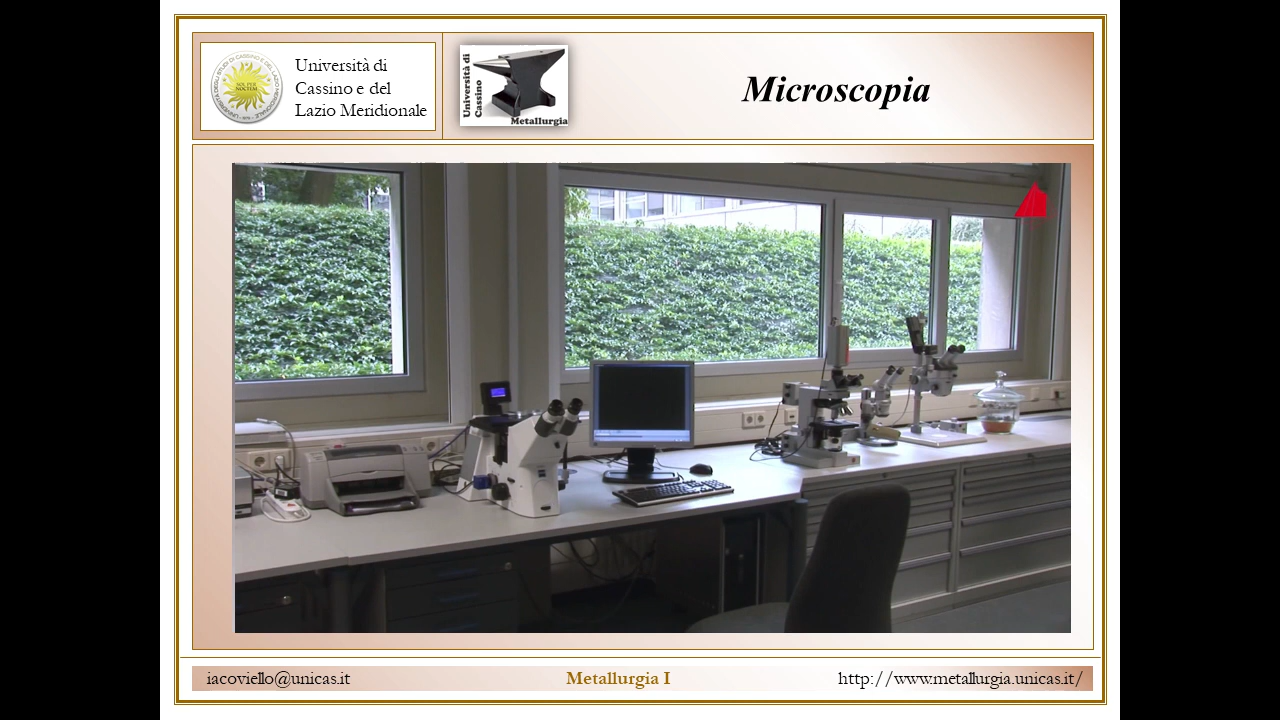 Università di
Cassino e del
Lazio Meridionale
Università di
Cassino
Metallurgia
Microscopia
iacoviello@unicas.it
Metallurgia I
http://www.metallurgia.unicas.it/